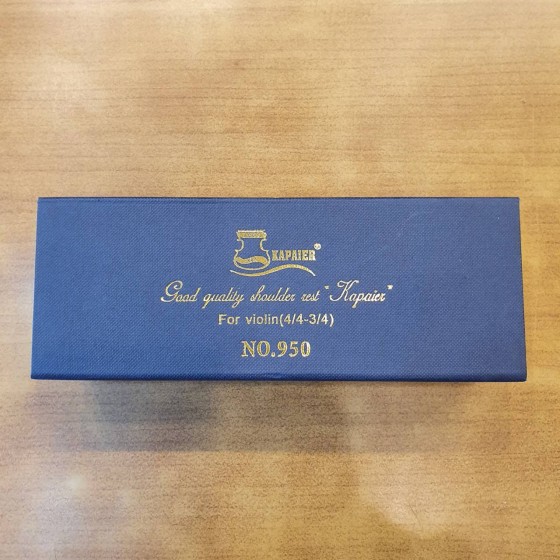 KAPAIER®
Good quality shoulder rest "Kapaier"
For violin(4/4-3/4)
NO.950